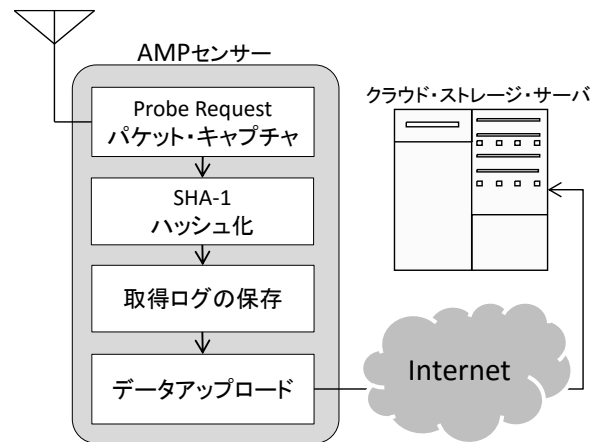 AMPセンサー
Probe Request
パケット・キャプチャ
SHA-1
ハッシュ化
取得ログの保存
データアップロード
クラウド・ストレージ・サーバ
Internet